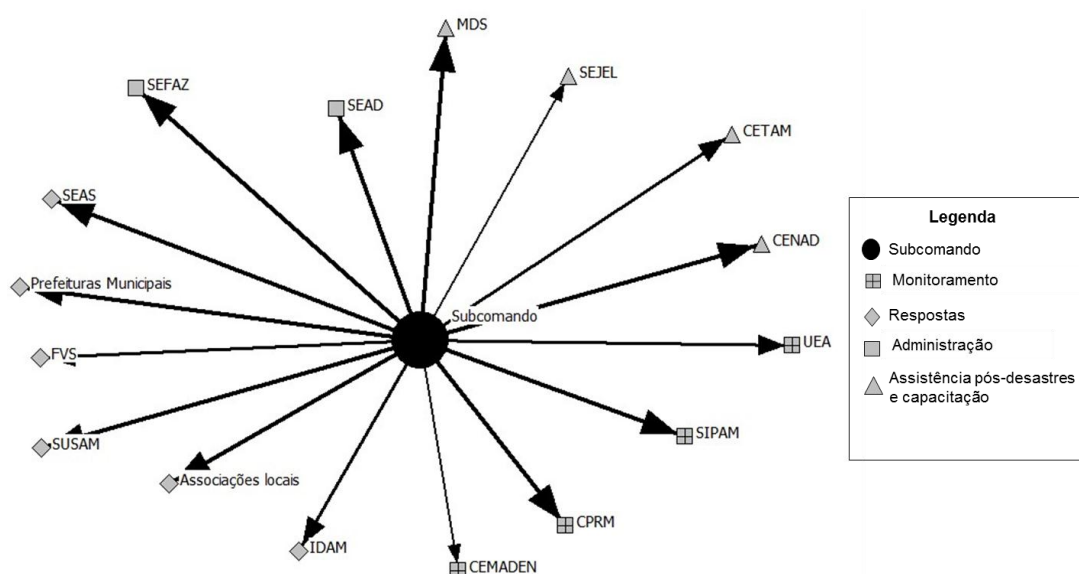 MDS
SEJEL
SEFAZ
SEAD
CETAM
SEAS
CENAD
Prefeituras Municipais
Subcomando
FVS
UEA
SUSAM
SIPAM
Associações locais
CPRM
IDAM
CEMADEN
Legenda
Subcomando
Monitoramento
Respostas
Administração
Assistência pós-desastres
e capacitação